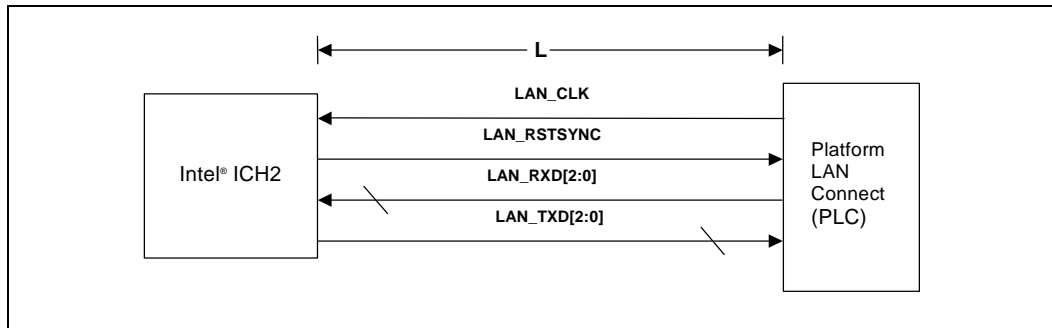 L
LAN_CLK
LAN_RSTSYNC
Intel® ICH2
LAN_RXD[2:0]
LAN_TXD[2:0]
Platform
LAN
Connect
(PLC)